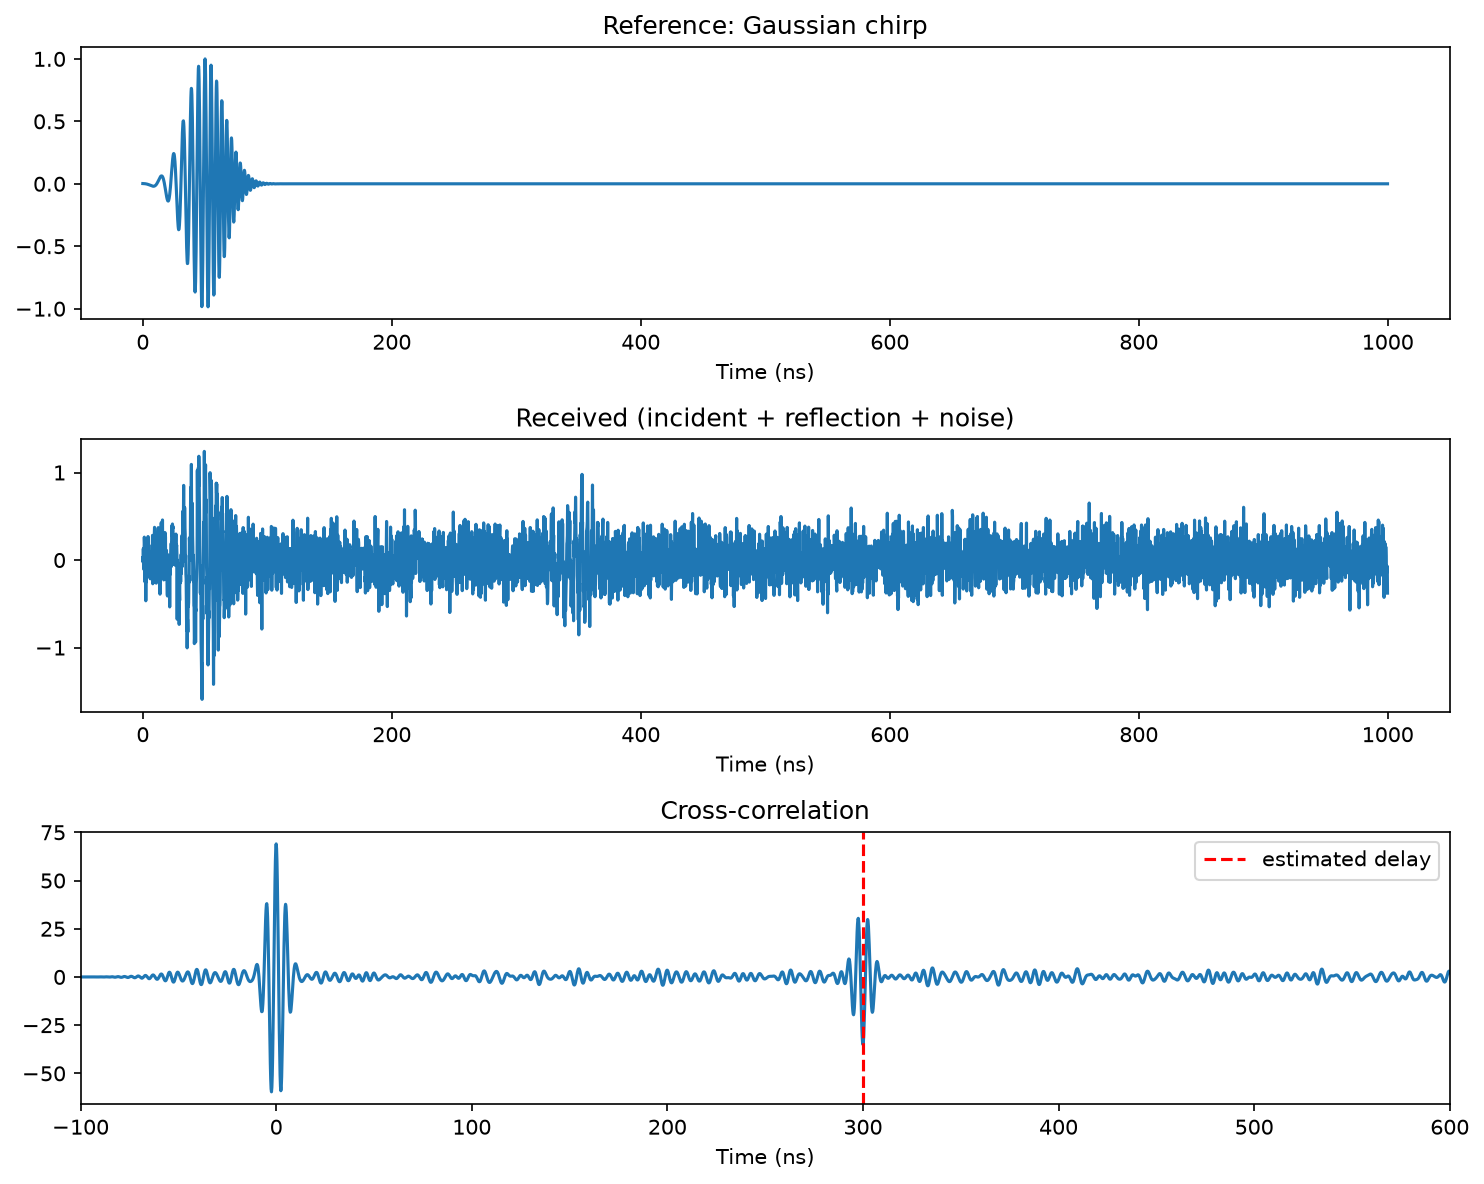 Reference: Gaussian chirp
1.0
0.5
0.0
−0.5
−1.0
0 200 400 600 800 1000
Time (ns)
Received (incident + reflection + noise)
1
0
−1
0 200 400 600 800 1000
Time (ns)
Cross-correlation
75
50
25
0
−25
−50
estimated delay
−100 0 100 200 300 400 500 600
Time (ns)